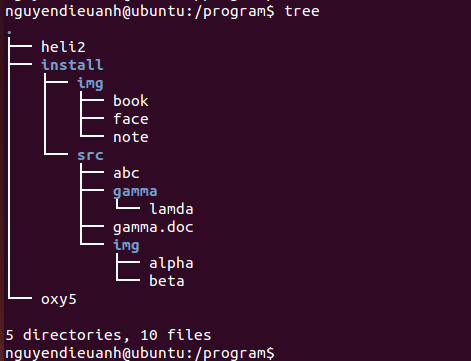 nguyendieuanh@ubuntu:/program$ tree
.
├── heli2
├── install
│   ├── img
│   │   ├── book
│   │   ├── face
│   │   └── note
│   └── src
│       ├── abc
│       ├── gamma
│       │   └── lamda
│       ├── gamma.doc
│       └── img
│           ├── alpha
│           └── beta
└── oxy5
5 directories, 10 files
nguyendieuanh@ubuntu:/program$